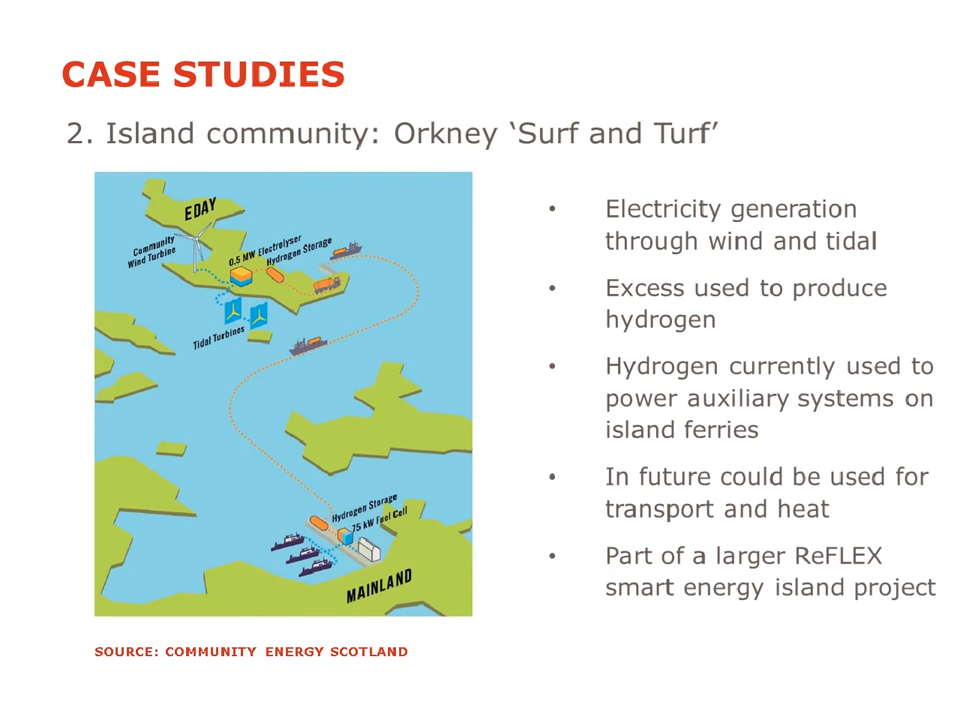 CASE STUDIES
2. Island community: Orkney ‘Surf and Turf’
EDAY
Community
Wind Turbine
0.5 MW Electrolyser
Hydrogen Storage
Tidal Turbines
Hydrogen Storage
75 kW Fuel Cell
MAINLAND
• Electricity generation
through wind and tidal
• Excess used to produce
hydrogen
• Hydrogen currently used to
power auxiliary systems on
island ferries
• In future could be used for
transport and heat
• Part of a larger ReFLEX
smart energy island project
SOURCE: COMMUNITY ENERGY SCOTLAND